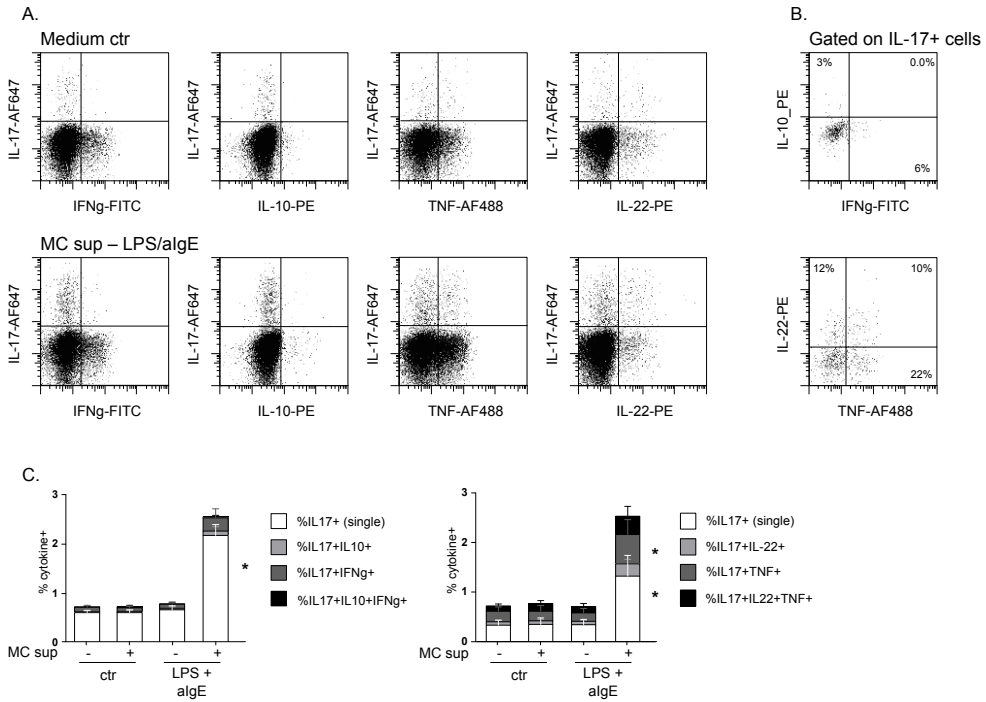 A.
Medium ctr
IL-17-AF647
IFNg-FITC
IL-17-AF647
IL-10-PE
IL-17-AF647
TNF-AF488
IL-17-AF647
IL-22-PE
MC sup – LPS/aIgE
IL-17-AF647
IFNg-FITC
IL-17-AF647
IL-10-PE
IL-17-AF647
TNF-AF488
IL-17-AF647
IL-22-PE
B.
Gated on IL-17+ cells
3%
0.0%
6%
IL-10_PE
IFNg-FITC
12%
10%
22%
IL-22-PE
TNF-AF488
C.
% cytokine+
3
2
1
0
MC sup
- + - +
ctr
LPS +
aIgE
*
%IL17+ (single)
%IL17+IL10+
%IL17+IFNg+
%IL17+IL10+IFNg+
% cytokine+
3
2
1
0
MC sup
- + - +
ctr
LPS +
aIgE
*
*
%IL17+ (single)
%IL17+IL-22+
%IL17+TNF+
%IL17+IL22+TNF+